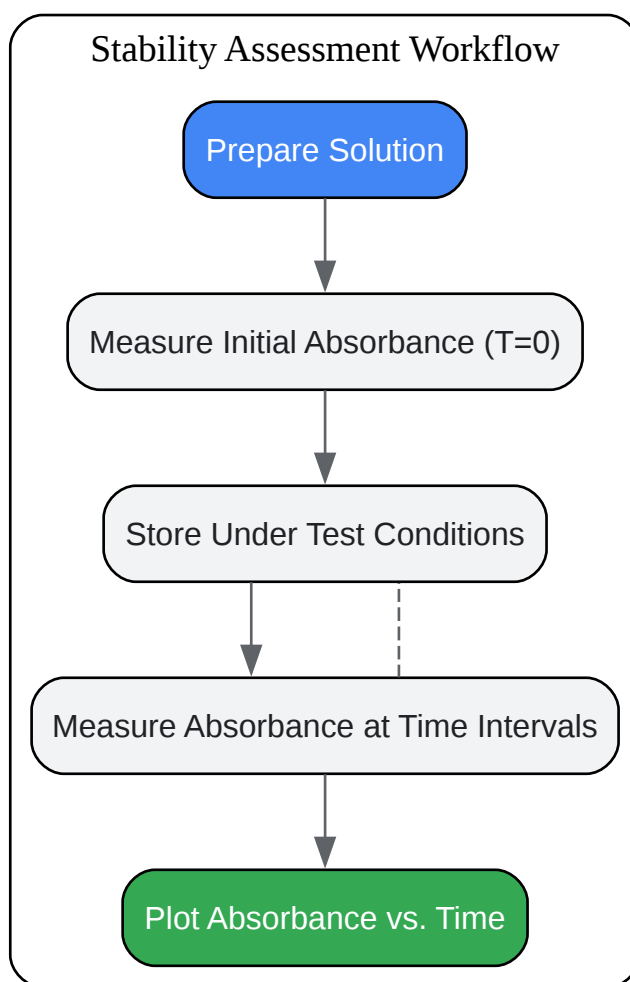 Stability Assessment Workflow
Prepare Solution
Measure Initial Absorbance (T=0)
Store Under Test Conditions
Measure Absorbance at Time Intervals
Plot Absorbance vs. Time